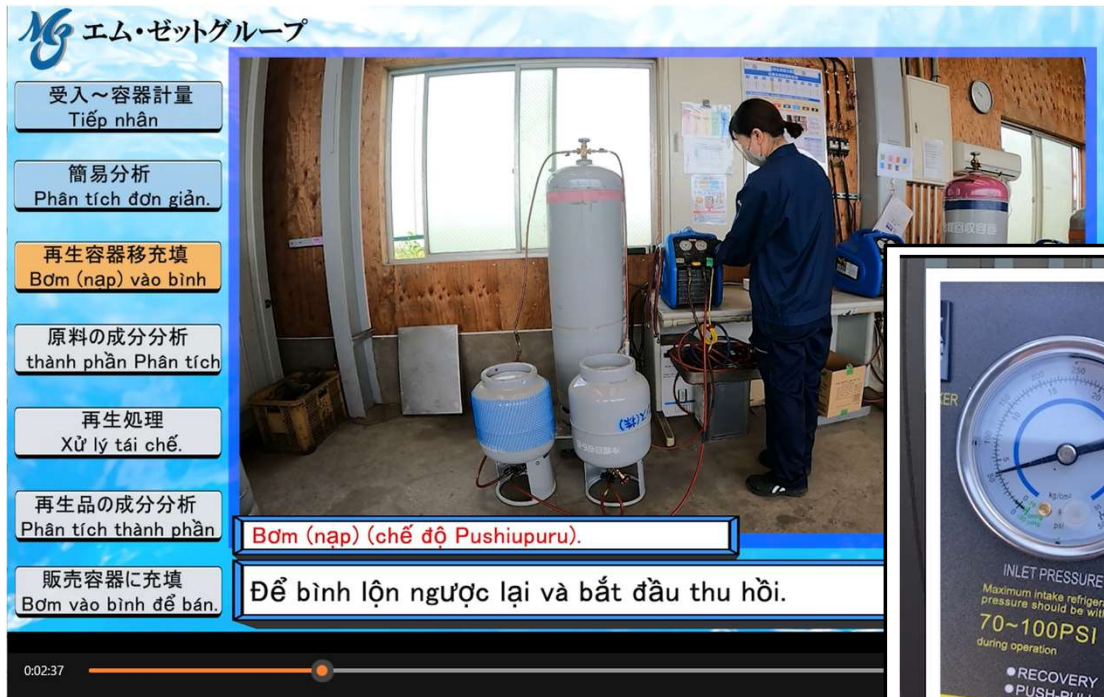 エム・ゼットグループ
受入～容器計量
Tiếp nhân
簡易分析
Phân tích đơn giản.
再生容器移充填
Bơm (nạp) vào bình
原料の成分分析
thành phần Phân tích
再生処理
Xử lý tái chế.
再生品の成分分析
Phân tích thành phần
販売容器に充填
Bơm vào bình để bán.
Bơm (nạp) (chế độ Pushiupuru).
Để bình lộn ngược lại và bắt đầu thu hồi.
0:02:37
kg/cm²
psi
INLET PRESSURE
Maximum intake
pressure should be
70~100PSI
during operation
●RECOVERY